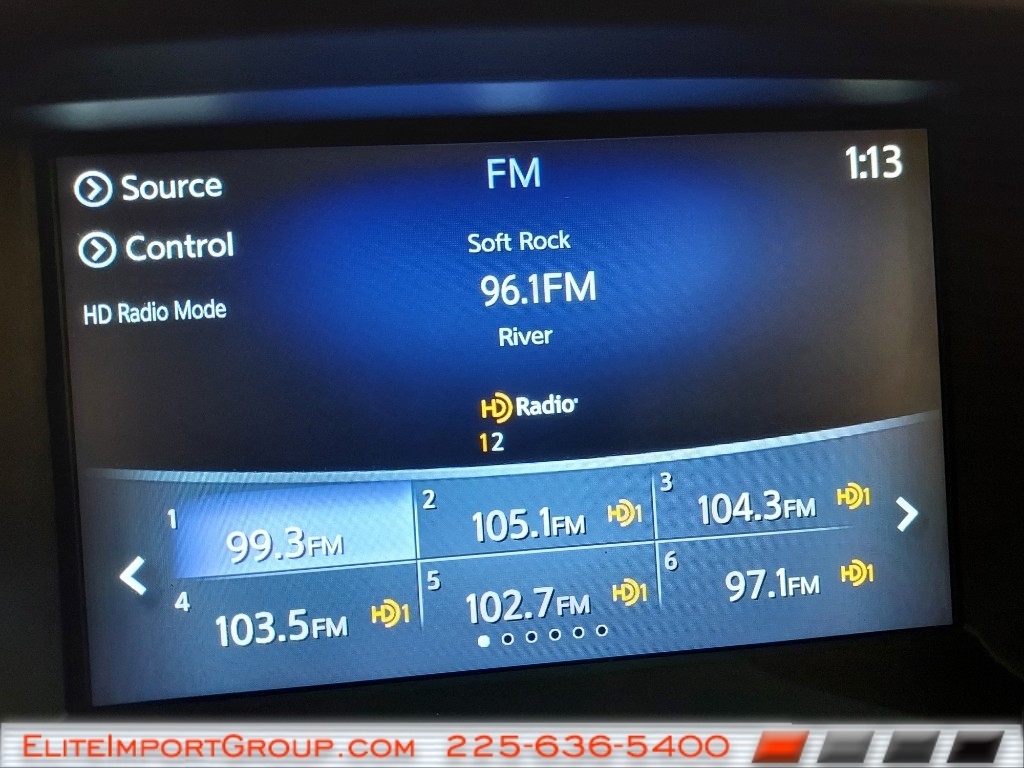 Source
FM
1:13
Control
Soft Rock
96.1FM
HD Radio Mode
River
HD Radio
12
1 99.3FM
2 105.1FM HD1
3 104.3FM HD1
4 103.5FM HD1
5 102.7FM HD1
6 97.1FM HD1
EliteImportGroup.com 225-636-5400